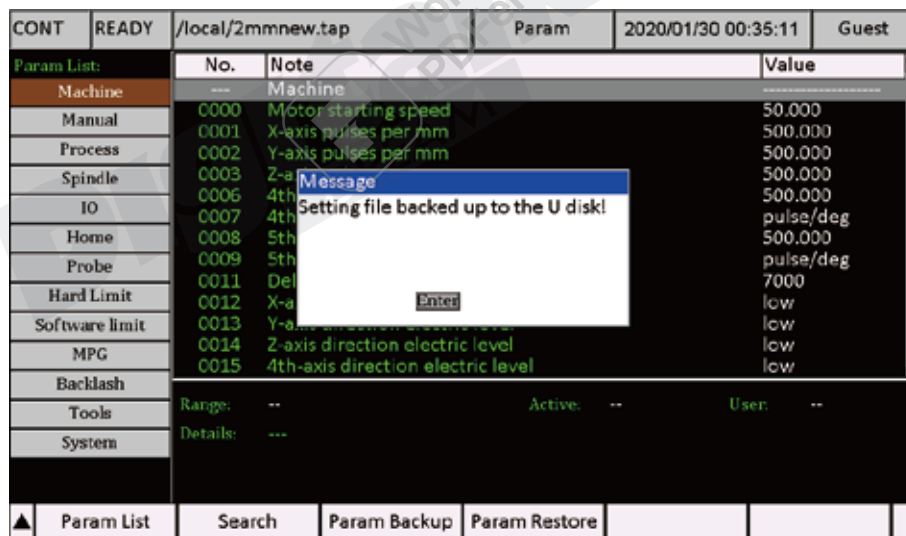 CONT READY /local/2mmnew.tap Param 2020/01/30 00:35:11 Guest
Param List:
Machine
Manual
Process
Spindle
IO
Home
Probe
Hard Limit
Software limit
MPG
Backlash
Tools
System
No. Note Value
--- Machine --------------------
0000 Motor starting speed 50.000
0001 X-axis pulses per mm 500.000
0002 Y-axis pulses per mm 500.000
0003 Z-a 500.000
0006 4th 500.000
0007 4th pulse/deg
0008 5th 500.000
0009 5th pulse/deg
0011 Del 7000
0012 X-a low
0013 Y-a low
0014 Z-axis direction electric level low
0015 4th-axis direction electric level low
Message
Setting file backed up to the U disk!
Enter
Range: -- Active: -- User: --
Details: ---
▲ Param List Search Param Backup Param Restore